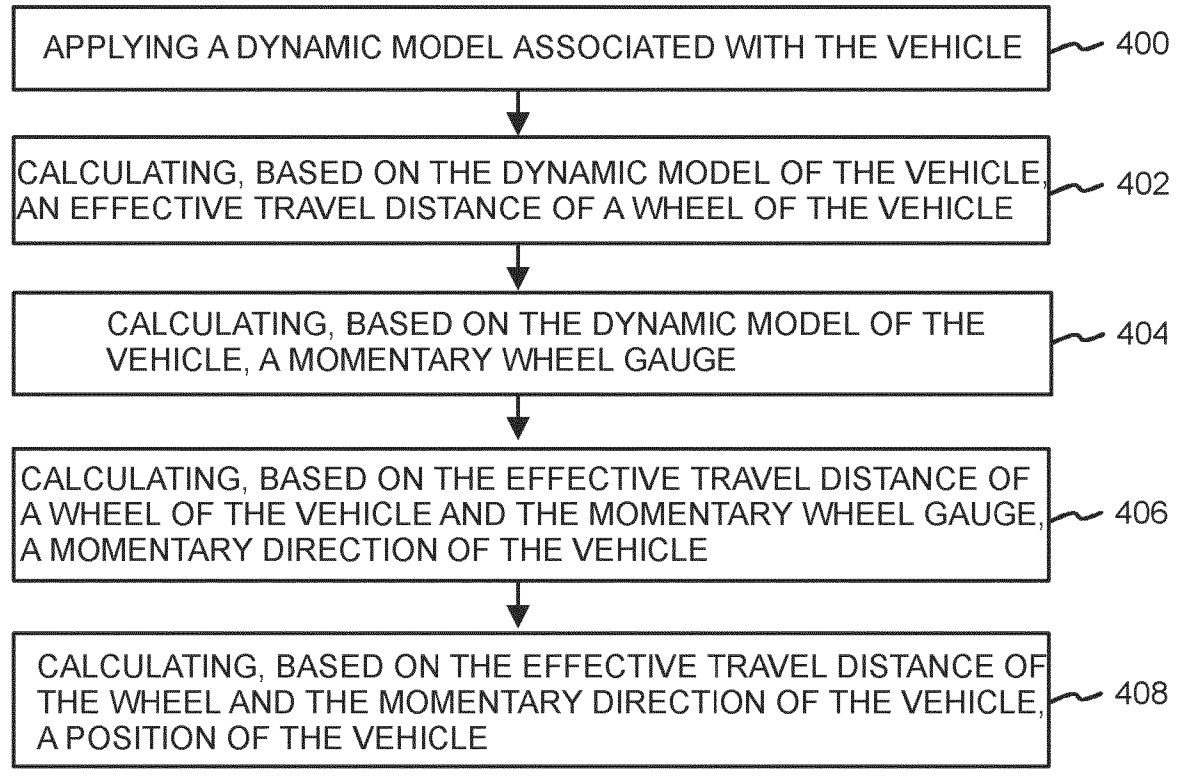 APPLYING A DYNAMIC MODEL ASSOCIATED WITH THE VEHICLE
400
CALCULATING, BASED ON THE DYNAMIC MODEL OF THE VEHICLE,
AN EFFECTIVE TRAVEL DISTANCE OF A WHEEL OF THE VEHICLE
402
CALCULATING, BASED ON THE DYNAMIC MODEL OF THE
VEHICLE, A MOMENTARY WHEEL GAUGE
404
CALCULATING, BASED ON THE EFFECTIVE TRAVEL DISTANCE OF
A WHEEL OF THE VEHICLE AND THE MOMENTARY WHEEL GAUGE,
A MOMENTARY DIRECTION OF THE VEHICLE
406
CALCULATING, BASED ON THE EFFECTIVE TRAVEL DISTANCE OF
THE WHEEL AND THE MOMENTARY DIRECTION OF THE VEHICLE,
A POSITION OF THE VEHICLE
408